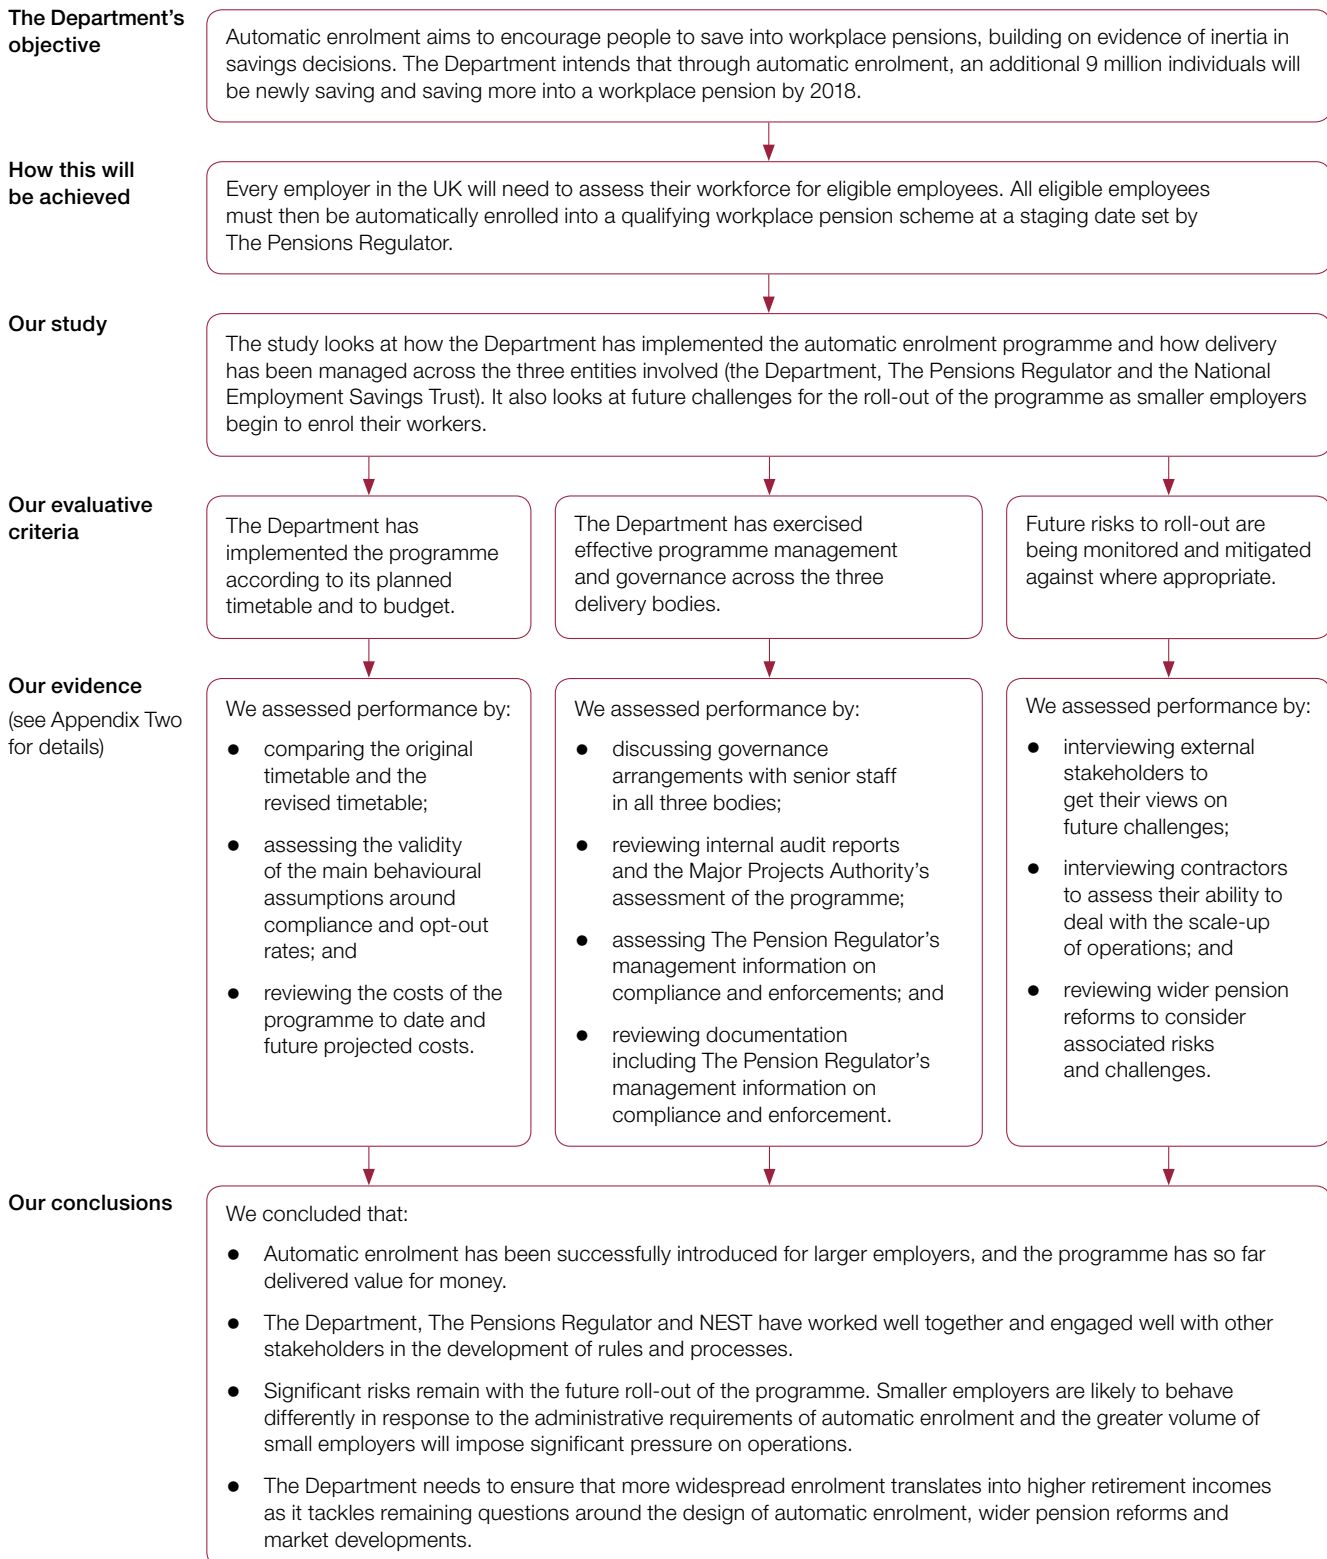 The Department's
objective
Automatic enrolment aims to encourage people to save into workplace pensions, building on evidence of inertia in
savings decisions. The Department intends that through automatic enrolment, an additional 9 million individuals will
be newly saving and saving more into a workplace pension by 2018.
How this will
be achieved
Every employer in the UK will need to assess their workforce for eligible employees. All eligible employees
must then be automatically enrolled into a qualifying workplace pension scheme at a staging date set by
The Pensions Regulator.
Our study
The study looks at how the Department has implemented the automatic enrolment programme and how delivery
has been managed across the three entities involved (the Department, The Pensions Regulator and the National
Employment Savings Trust). It also looks at future challenges for the roll-out of the programme as smaller employers
begin to enrol their workers.
Our evaluative
criteria
The Department has
implemented the programme
according to its planned
timetable and to budget.
The Department has exercised
effective programme management
and governance across the three
delivery bodies.
Future risks to roll-out are
being monitored and mitigated
against where appropriate.
Our evidence
(see Appendix Two
for details)
We assessed performance by:
● comparing the original
timetable and the
revised timetable;
● assessing the validity
of the main behavioural
assumptions around
compliance and opt-out
rates; and
● reviewing the costs of the
programme to date and
future projected costs.
We assessed performance by:
● discussing governance
arrangements with senior staff
in all three bodies;
● reviewing internal audit reports
and the Major Projects Authority's
assessment of the programme;
● assessing The Pension Regulator's
management information on
compliance and enforcements; and
● reviewing documentation
including The Pension Regulator's
management information on
compliance and enforcement.
We assessed performance by:
● interviewing external
stakeholders to
get their views on
future challenges;
● interviewing contractors
to assess their ability to
deal with the scale-up
of operations; and
● reviewing wider pension
reforms to consider
associated risks
and challenges.
Our conclusions
We concluded that:
● Automatic enrolment has been successfully introduced for larger employers, and the programme has so far
delivered value for money.
● The Department, The Pensions Regulator and NEST have worked well together and engaged well with other
stakeholders in the development of rules and processes.
● Significant risks remain with the future roll-out of the programme. Smaller employers are likely to behave
differently in response to the administrative requirements of automatic enrolment and the greater volume of
small employers will impose significant pressure on operations.
● The Department needs to ensure that more widespread enrolment translates into higher retirement incomes
as it tackles remaining questions around the design of automatic enrolment, wider pension reforms and
market developments.